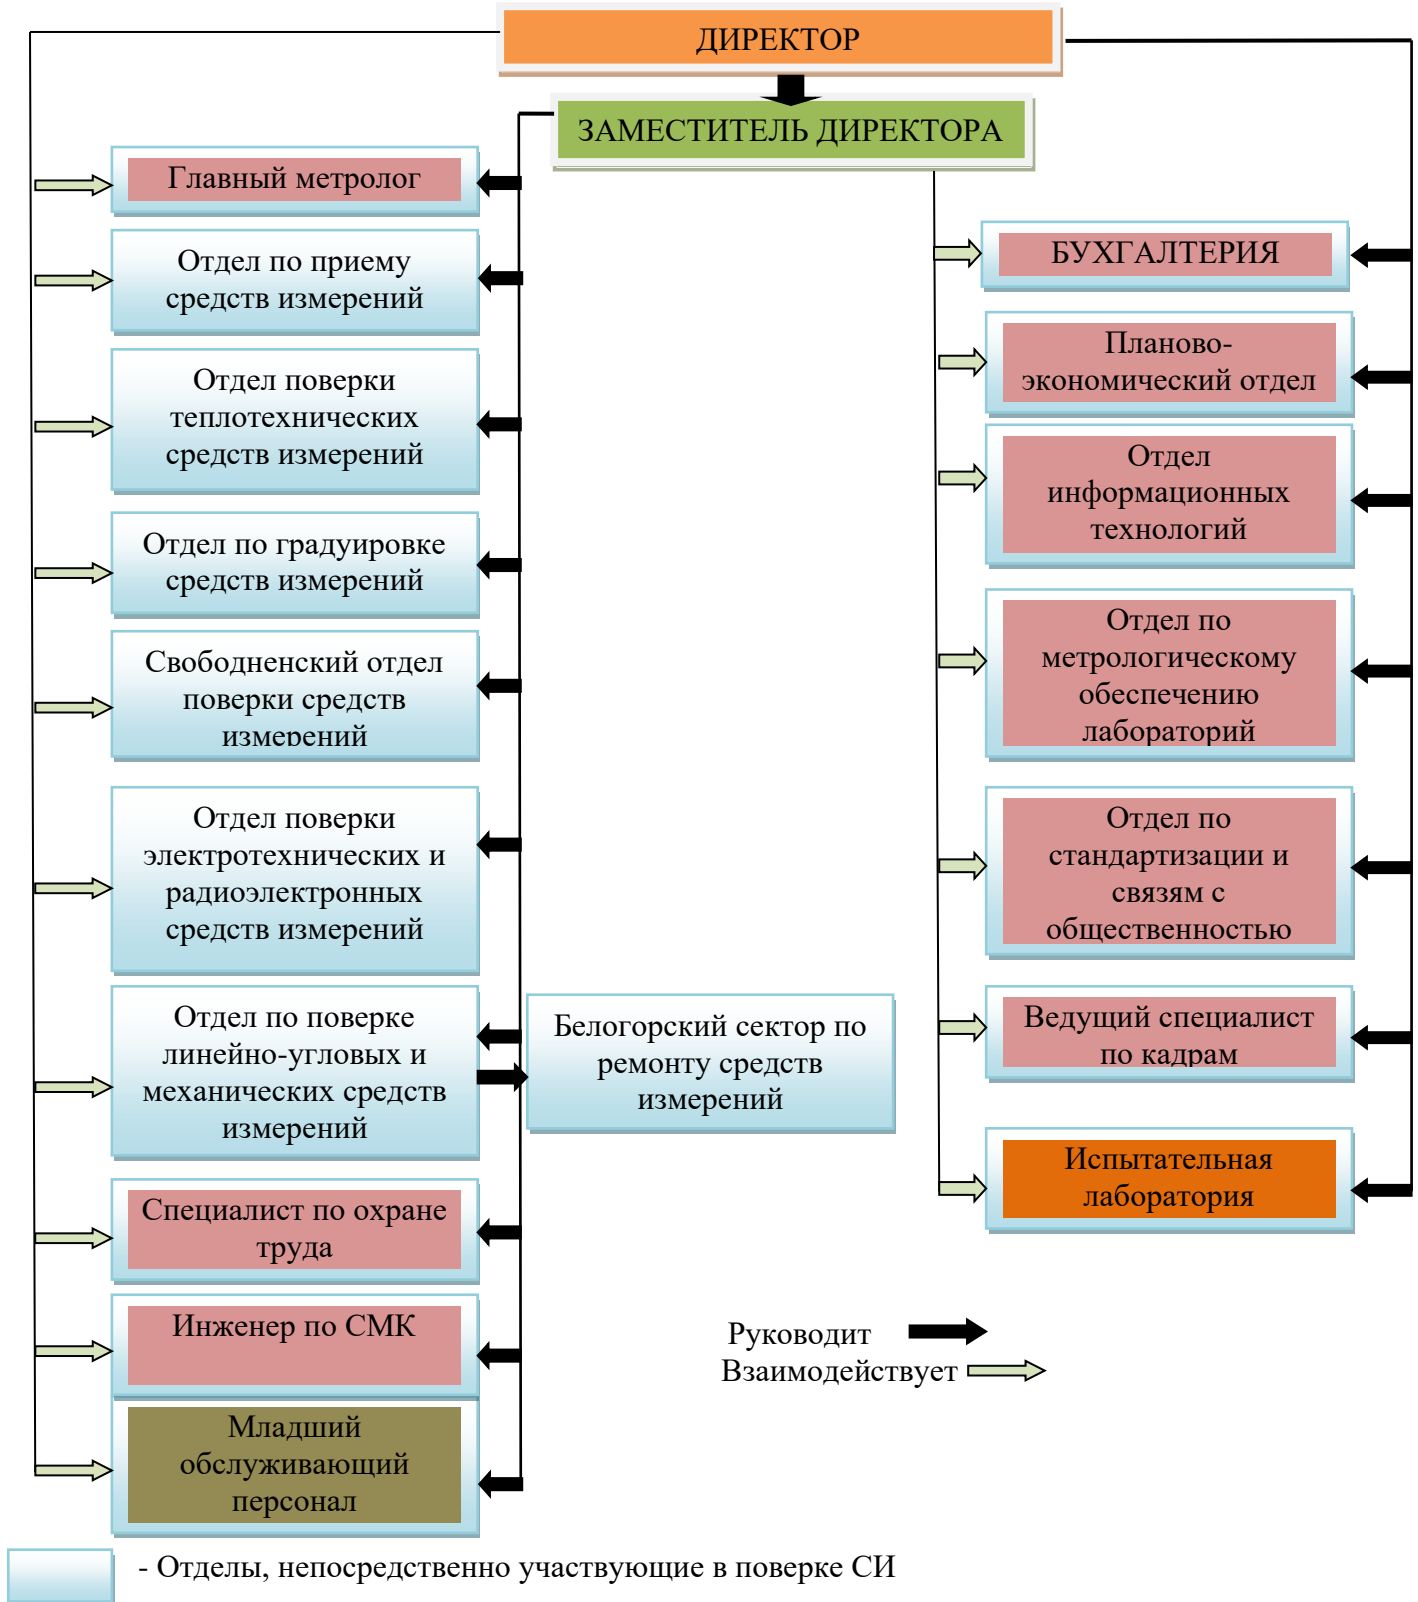 ДИРЕКТОР
ЗАМЕСТИТЕЛЬ ДИРЕКТОРА
Главный метролог
Отдел по приему
средств измерений
Отдел поверки
теплотехнических
средств измерений
Отдел по градуировке
средств измерений
Свободненский отдел
поверки средств
измерений
Отдел поверки
электротехнических и
радиоэлектронных
средств измерений
Отдел по поверке
линейно-угловых и
механических средств
измерений
Белогорский сектор по
ремонту средств
измерений
Специалист по охране
труда
Инженер по СМК
Младший
обслуживающий
персонал
БУХГАЛТЕРИЯ
Планово-
экономический отдел
Отдел
информационных
технологий
Отдел по
метрологическому
обеспечению
лабораторий
Отдел по
стандартизации и
связям с
общественностью
Ведущий специалист
по кадрам
Испытательная
лаборатория
Руководит
Взаимодействует
- Отделы, непосредственно участвующие в поверке СИ